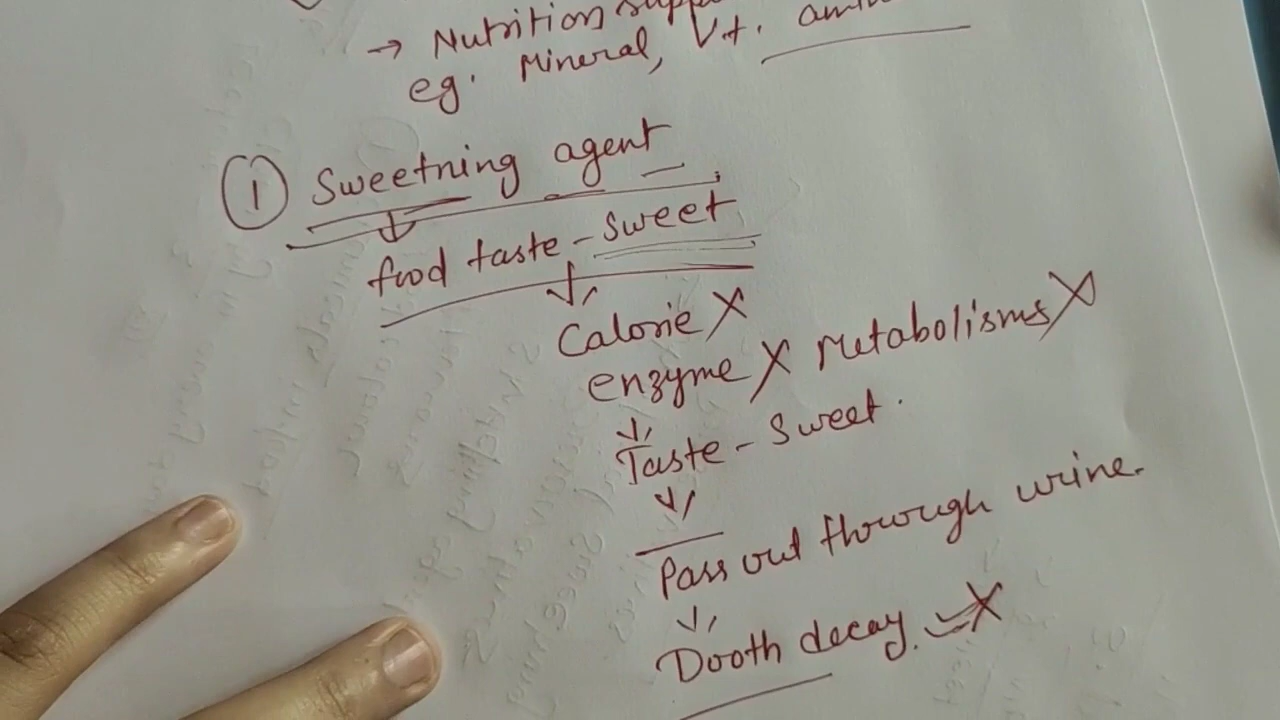 → Nutrition
eg. Mineral, Vt.
① Sweetning agent
food taste - Sweet
Calorie X
enzyme X Metabolisms X
Taste - Sweet.
Pass out through urine.
Dooth decay. X